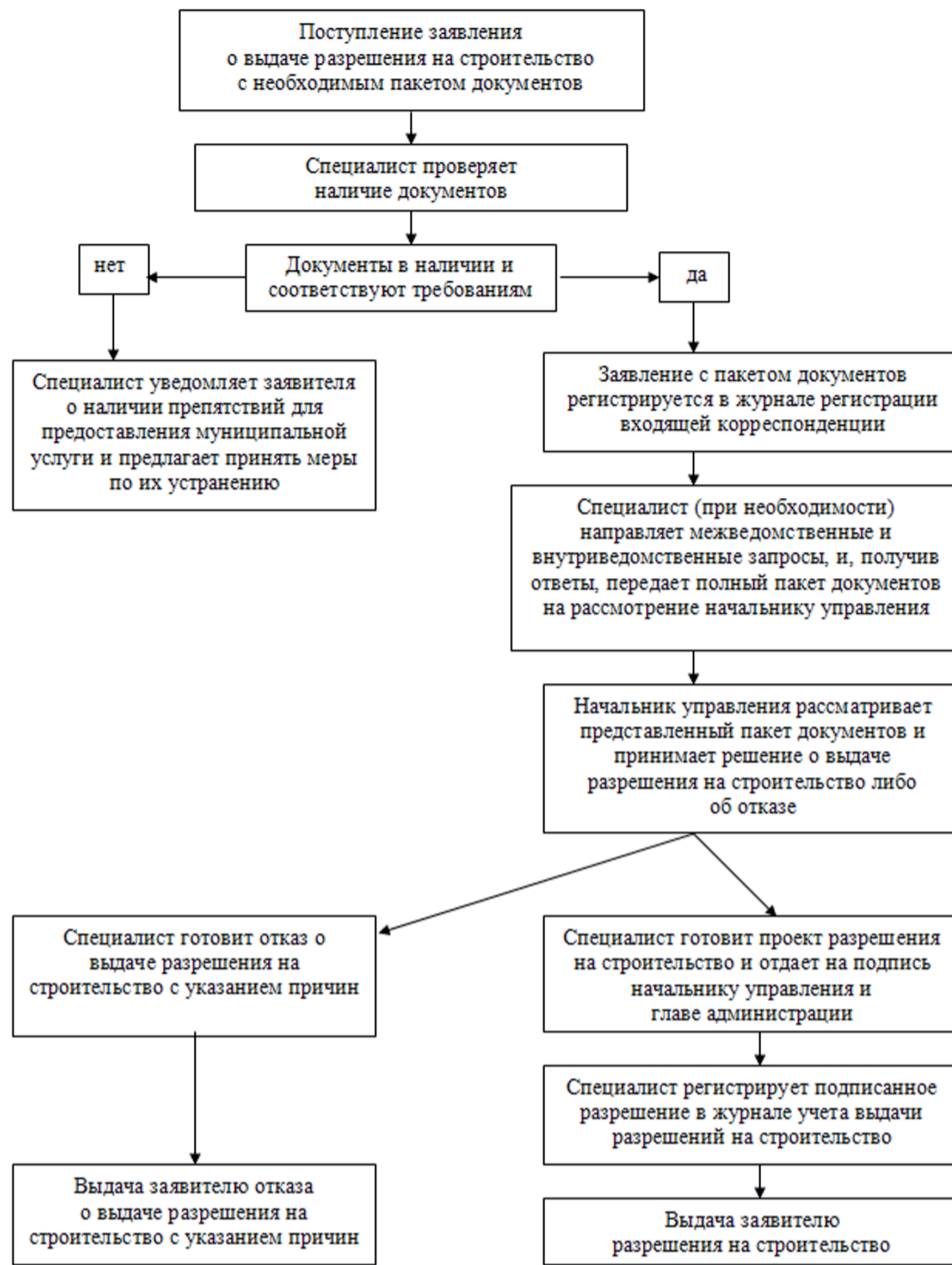 Поступление заявления
о выдаче разрешения на строительство
с необходимым пакетом документов
Специалист проверяет
наличие документов
нет
Документы в наличии и
соответствуют требованиям
да
Специалист уведомляет заявителя
о наличии препятствий для
предоставления муниципальной
услуги и предлагает принять меры
по их устранению
Заявление с пакетом документов
регистрируется в журнале регистрации
входящей корреспонденции
Специалист (при необходимости)
направляет межведомственные и
внутриведомственные запросы, и, получив
ответы, передает полный пакет документов
на рассмотрение начальнику управления
Начальник управления рассматривает
представленный пакет документов и
принимает решение о выдаче
разрешения на строительство либо
об отказе
Специалист готовит отказ о
выдаче разрешения на
строительство с указанием причин
Специалист готовит проект разрешения
на строительство и отдает на подпись
начальнику управления и
главе администрации
Специалист регистрирует подписанное
разрешение в журнале учета выдачи
разрешений на строительство
Выдача заявителю отказа
о выдаче разрешения на
строительство с указанием причин
Выдача заявителю
разрешения на строительство